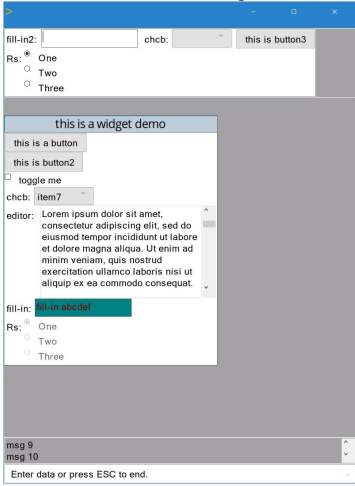 fill-in2: chcb: this is button3
Rs: One
Two
Three
this is a widget demo
this is a button
this is button2
toggle me
chcb: item7
editor: Lorem ipsum dolor sit amet,
consectetur adipiscing elit, sed do
eiusmod tempor incididunt ut labore
et dolore magna aliqua. Ut enim ad
minim veniam, quis nostrud
exercitation ullamco laboris nisi ut
aliquip ex ea commodo consequat.
fill-in: fill-in abcdef
Rs: One
Two
Three
msg 9
msg 10
Enter data or press ESC to end.